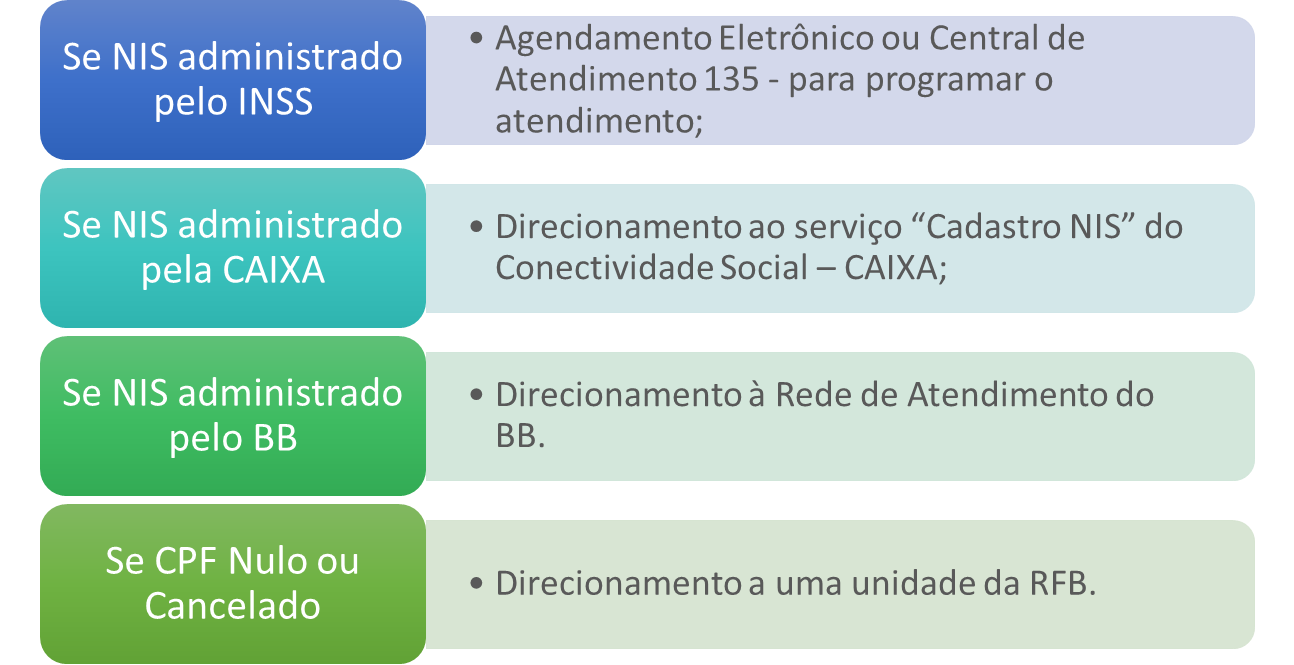 Se NIS administrado
pelo INSS
• Agendamento Eletrônico ou Central de
Atendimento 135 - para programar o
atendimento;
Se NIS administrado
pela CAIXA
• Direcionamento ao serviço “Cadastro NIS” do
Conectividade Social – CAIXA;
Se NIS administrado
pelo BB
• Direcionamento à Rede de Atendimento do
BB.
Se CPF Nulo ou
Cancelado
• Direcionamento a uma unidade da RFB.